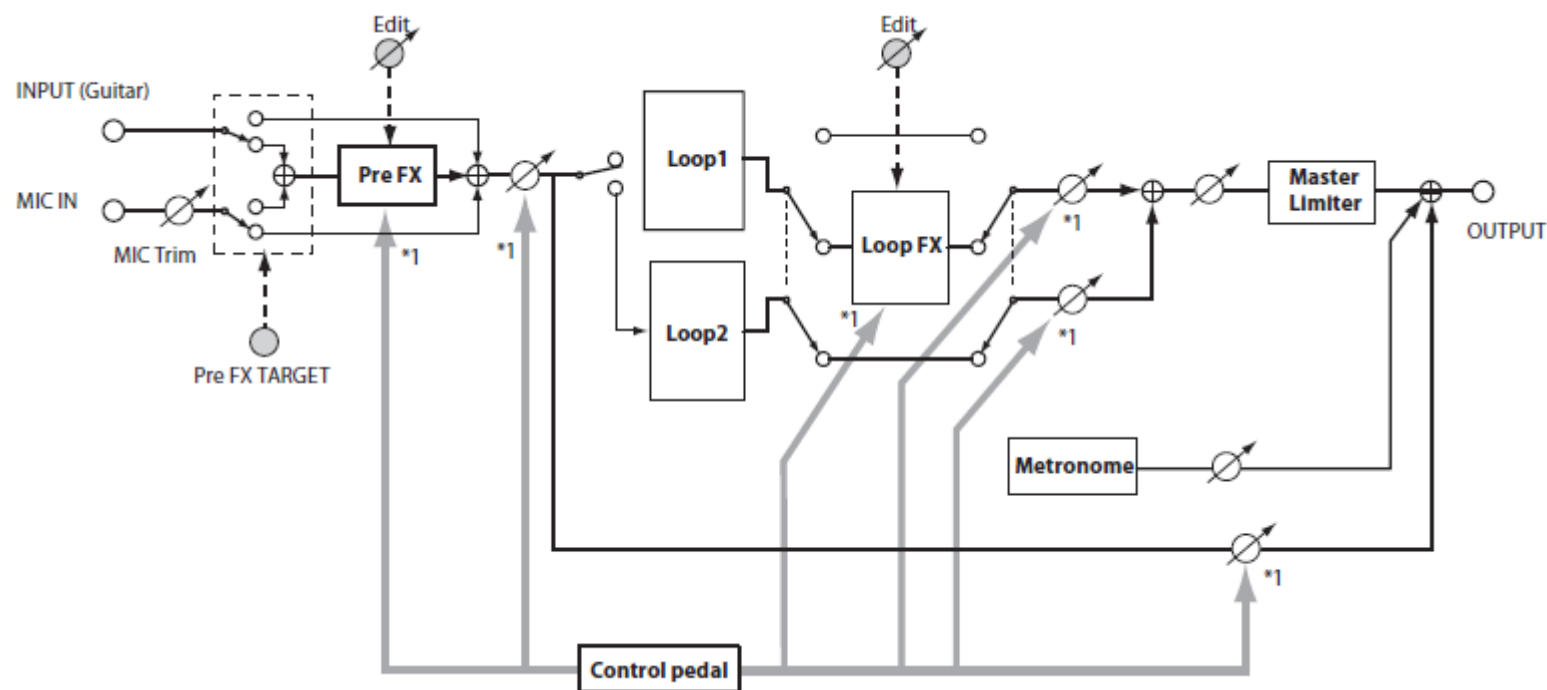 Edit
Edit
INPUT (Guitar)
Pre FX
Loop1
Loop FX
Master
Limiter
MIC IN
MIC Trim
*1
*1
*1
*1
*1
OUTPUT
Loop2
Pre FX TARGET
Metronome
*1
Control pedal